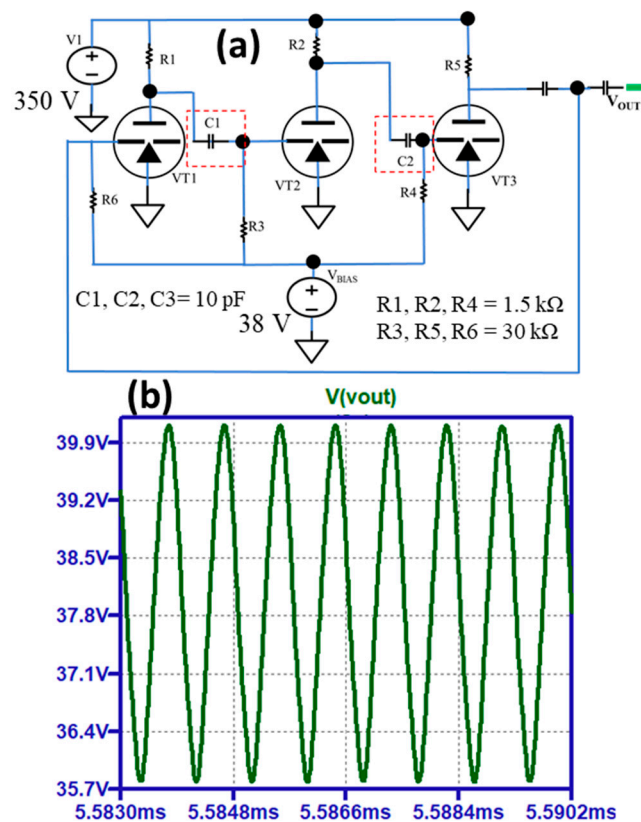 (a)
V1
R1
R2
R5
350 V
C1
C2
V_OUT
VT1
VT2
VT3
R6
R3
R4
V_BIAS
C1, C2, C3= 10 pF
38 V
R1, R2, R4 = 1.5 kΩ
R3, R5, R6 = 30 kΩ
(b)
V(vout)
39.9V
39.2V
38.5V
37.8V
37.1V
36.4V
35.7V
5.5830ms 5.5848ms 5.5866ms 5.5884ms 5.5902ms